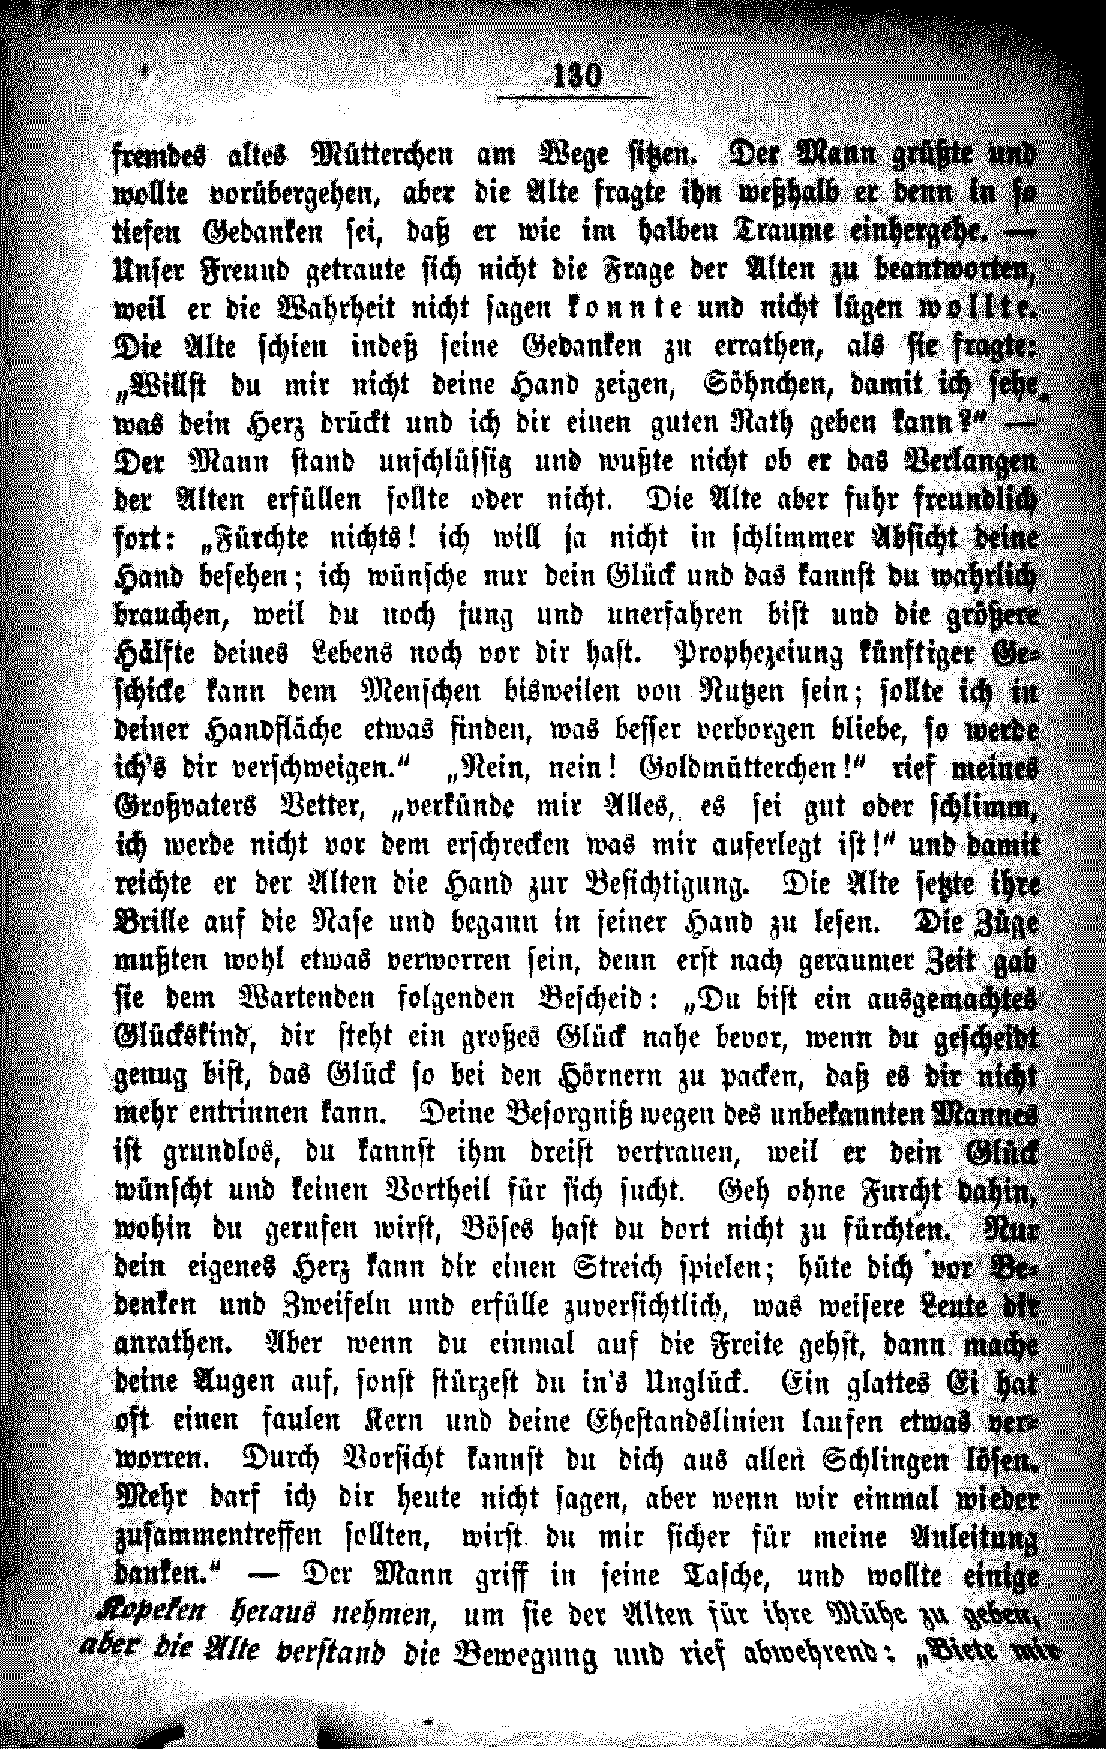 130
fremdes altes Mütterchen am Wege sitzen. Der Mann grüßte und
wollte vorübergehen, aber die Alte fragte ihn weßhalb er denn in so
tiefen Gedanken sei, daß er wie im halben Traume einhergehe. —
Unser Freund getraute sich nicht die Frage der Alten zu beantworten,
weil er die Wahrheit nicht sagen konnte und nicht lügen wollte.
Die Alte schien indeß seine Gedanken zu errathen, als sie fragte:
„Willst du mir nicht deine Hand zeigen, Söhnchen, damit ich sehe
was dein Herz drückt und ich dir einen guten Rath geben kann?“ —
Der Mann stand unschlüssig und wußte nicht ob er das Verlangen
der Alten erfüllen sollte oder nicht. Die Alte aber fuhr freundlich
fort: „Fürchte nichts! ich will ja nicht in schlimmer Absicht deine
Hand besehen; ich wünsche nur dein Glück und das kannst du wahrlich
brauchen, weil du noch jung und unerfahren bist und die größere
Hälfte deines Lebens noch vor dir hast. Prophezeiung künftiger Ge-
schicke kann dem Menschen bisweilen von Nutzen sein; sollte ich in
deiner Handfläche etwas finden, was besser verborgen bliebe, so werde
ich's dir verschweigen.“ „Nein, nein! Goldmütterchen!“ rief meines
Großvaters Vetter, „verkünde mir Alles, es sei gut oder schlimm,
ich werde nicht vor dem erschrecken was mir auferlegt ist!“ und damit
reichte er der Alten die Hand zur Besichtigung. Die Alte setzte ihre
Brille auf die Nase und begann in seiner Hand zu lesen. Die Züge
mußten wohl etwas verworren sein, denn erst nach geraumer Zeit gab
sie dem Wartenden folgenden Bescheid: „Du bist ein ausgemachtes
Glückskind, dir steht ein großes Glück nahe bevor, wenn du gescheidt
genug bist, das Glück so bei den Hörnern zu packen, daß es dir nicht
mehr entrinnen kann. Deine Besorgniß wegen des unbekannten Mannes
ist grundlos, du kannst ihm dreist vertrauen, weil er dein Glück
wünscht und keinen Vortheil für sich sucht. Geh ohne Furcht dahin,
wohin du gerufen wirst, Böses hast du dort nicht zu fürchten. Nur
dein eigenes Herz kann dir einen Streich spielen; hüte dich vor Be-
denken und Zweifeln und erfülle zuversichtlich, was weisere Leute dir
anrathen. Aber wenn du einmal auf die Freite gehst, dann mache
deine Augen auf, sonst stürzest du in's Unglück. Ein glattes Ei hat
oft einen faulen Kern und deine Ehestandslinien laufen etwas ver-
worren. Durch Vorsicht kannst du dich aus allen Schlingen lösen.
Mehr darf ich dir heute nicht sagen, aber wenn wir einmal wieder
zusammentreffen sollten, wirst du mir sicher für meine Anleitung
danken.“ — Der Mann griff in seine Tasche, und wollte einige
Kopeken heraus nehmen, um sie der Alten für ihre Mühe zu geben,
aber die Alte verstand die Bewegung und rief abwehrend: „Biete mir